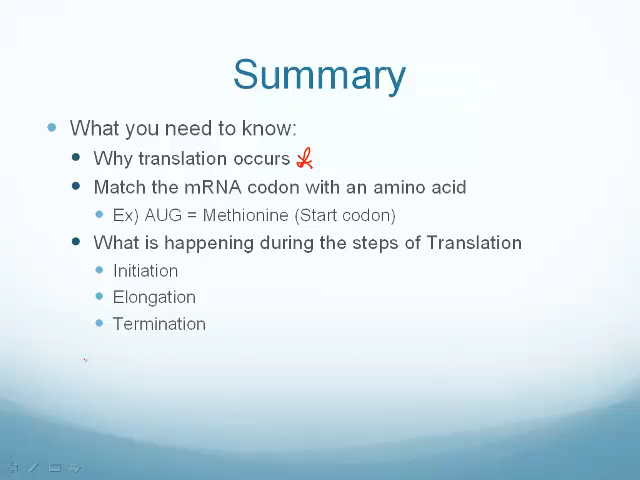 Summary
What you need to know:
Why translation occurs
Match the mRNA codon with an amino acid
Ex) AUG = Methionine (Start codon)
What is happening during the steps of Translation
Initiation
Elongation
Termination